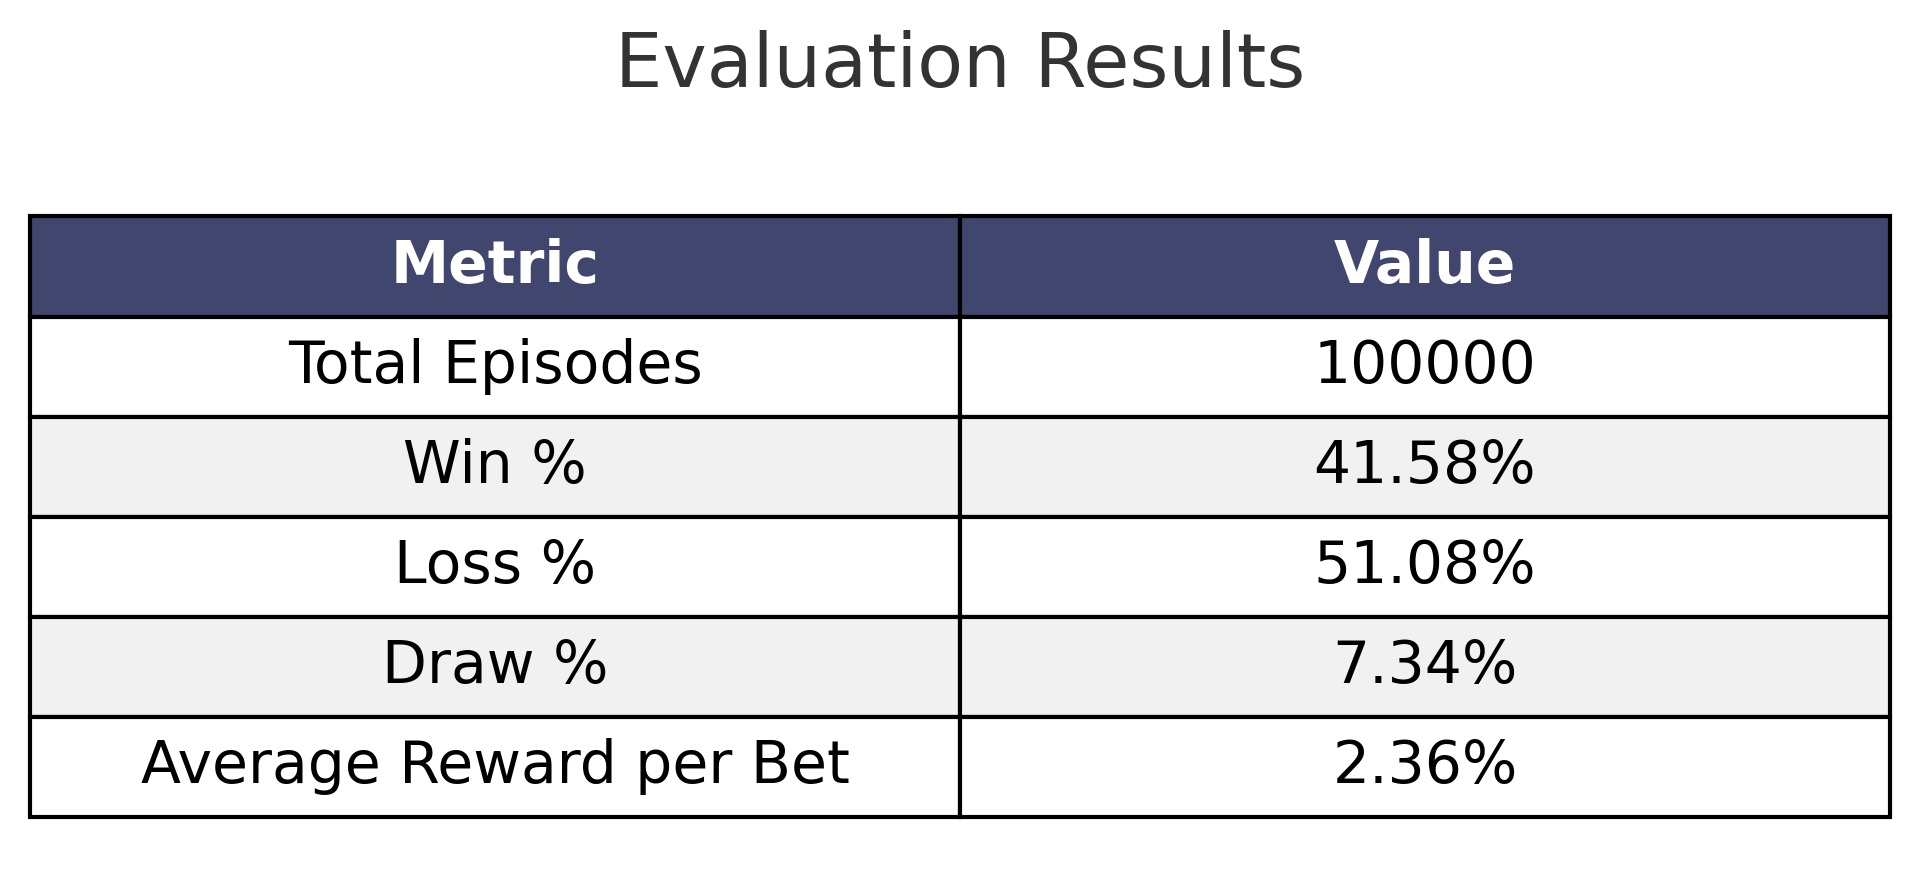 Evaluation Results
Metric Value
Total Episodes 100000
Win % 41.58%
Loss % 51.08%
Draw % 7.34%
Average Reward per Bet 2.36%